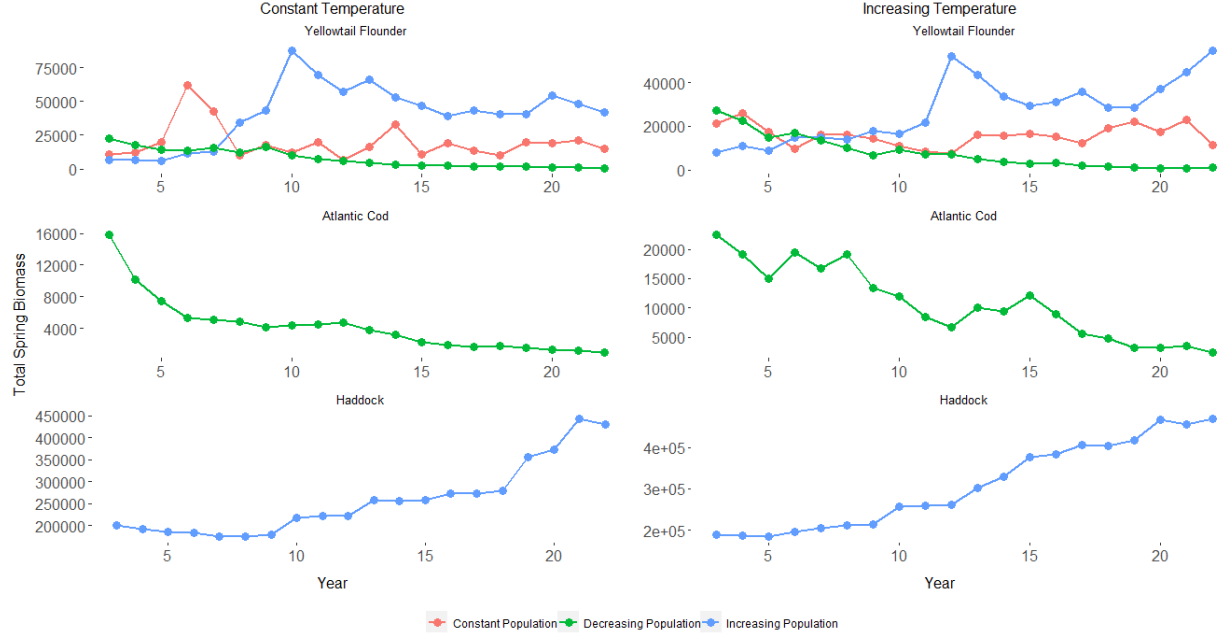 Constant Temperature
Increasing Temperature
Yellowtail Flounder
Yellowtail Flounder
75000
50000
25000
0
5 10 15 20
40000
20000
0
5 10 15 20
Total Spring Biomass
Atlantic Cod
Atlantic Cod
16000
12000
8000
4000
5 10 15 20
20000
15000
10000
5000
5 10 15 20
Haddock
Haddock
450000
400000
350000
300000
250000
200000
5 10 15 20
4e+05
3e+05
2e+05
5 10 15 20
Year
Year
Constant Population Decreasing Population Increasing Population